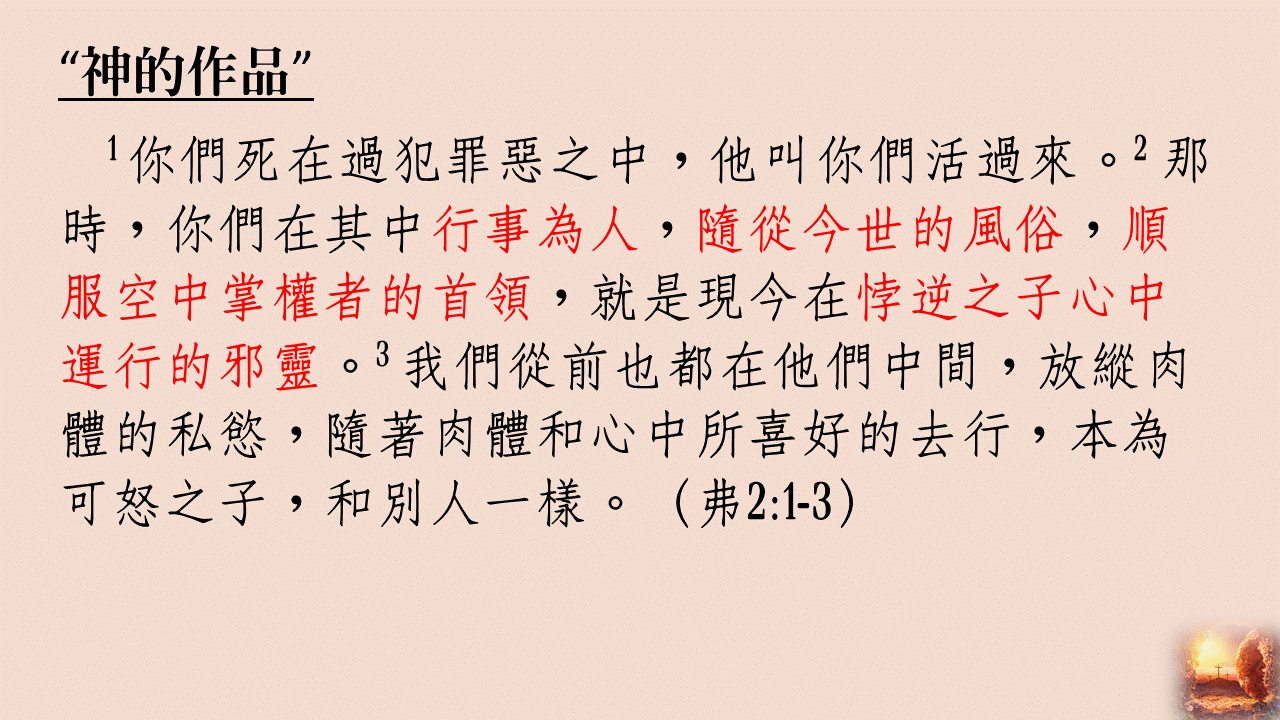 “神的作品”
1 你們死在過犯罪惡之中，他叫你們活過來。2 那
時，你們在其中行事為人，隨從今世的風俗，順
服空中掌權者的首領，就是現今在悖逆之子心中
運行的邪靈。3 我們從前也都在他們中間，放縱肉
體的私慾，隨著肉體和心中所喜好的去行，本為
可怒之子，和別人一樣。（弗2:1-3）